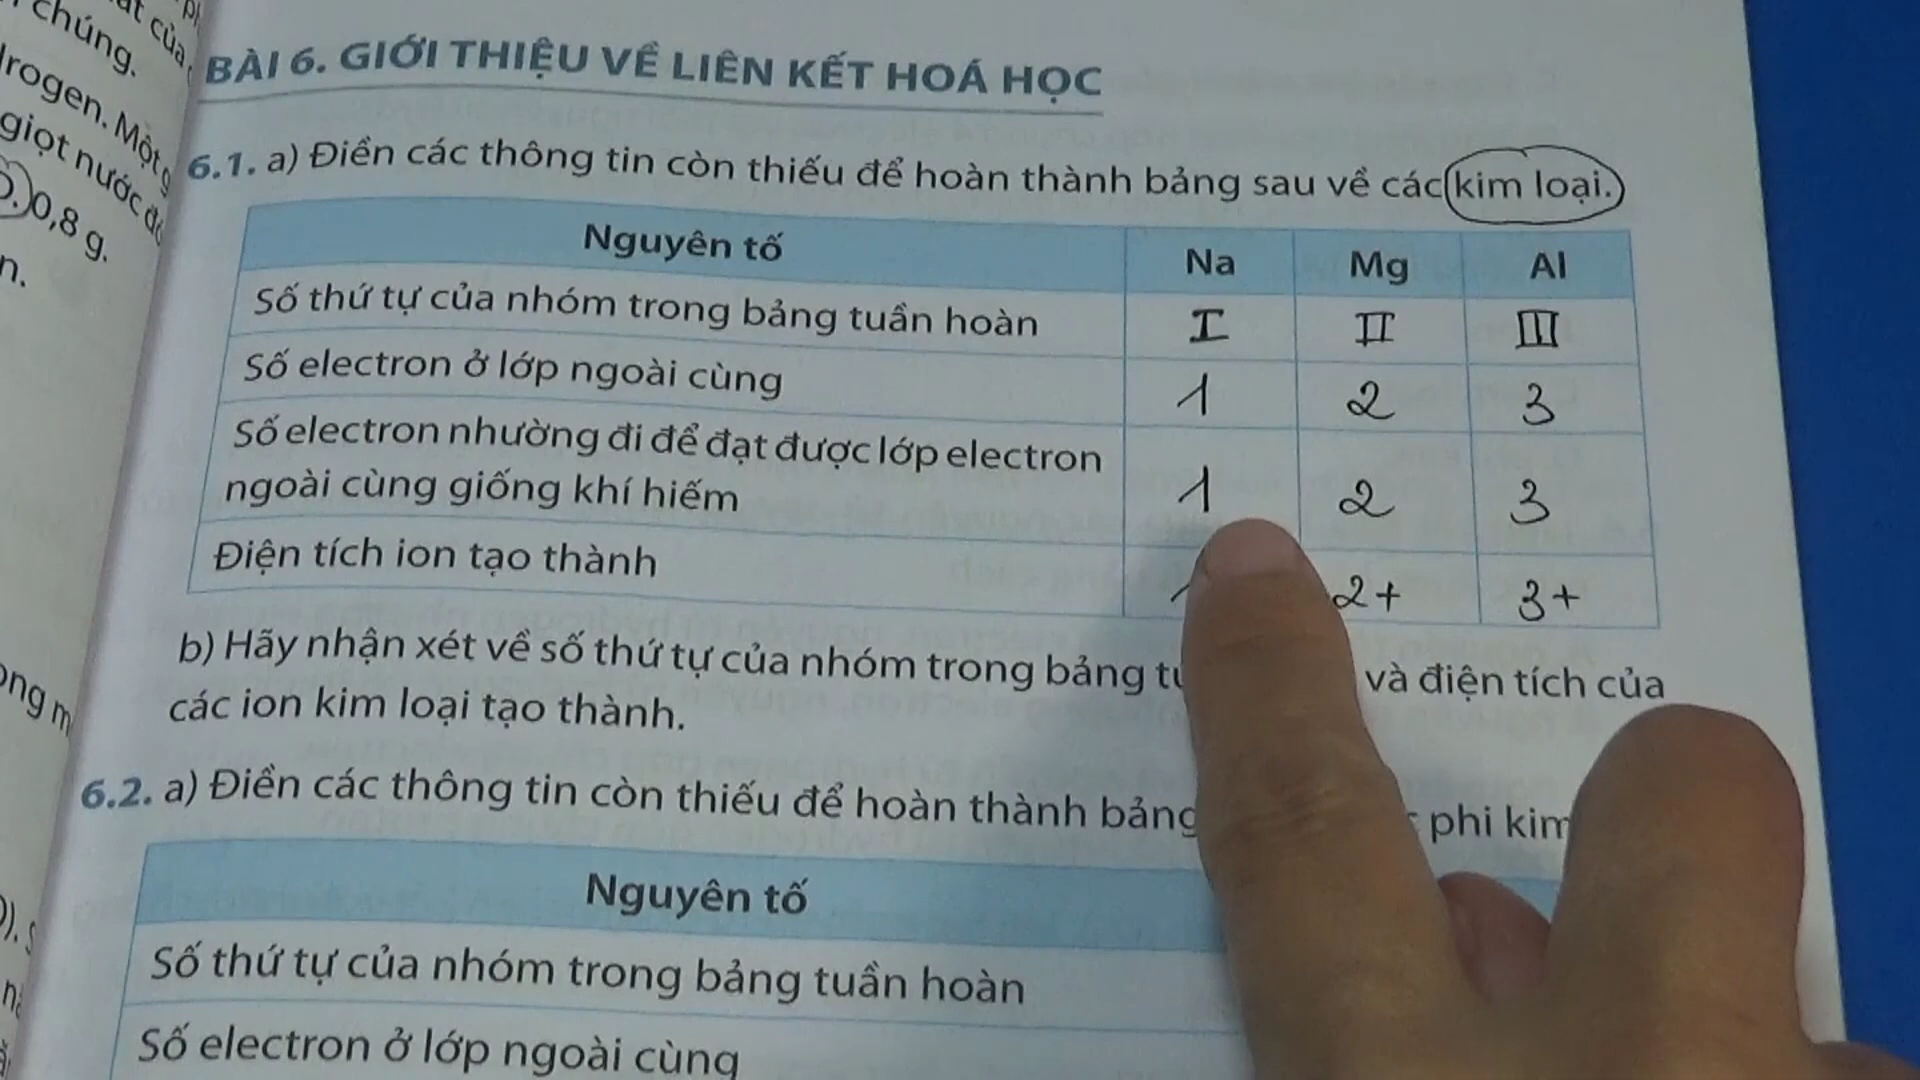 chúng.
ất của
rogen. Một
giọt nước
0,8 g.
n.
BÀI 6. GIỚI THIỆU VỀ LIÊN KẾT HOÁ HỌC
6.1. a) Điền các thông tin còn thiếu để hoàn thành bảng sau về các kim loại.
Nguyên tố Na Mg Al
Số thứ tự của nhóm trong bảng tuần hoàn I II III
Số electron ở lớp ngoài cùng 1 2 3
Số electron nhường đi để đạt được lớp electron
ngoài cùng giống khí hiếm 1 2 3
Điện tích ion tạo thành 2+ 3+
b) Hãy nhận xét về số thứ tự của nhóm trong bảng và điện tích của
các ion kim loại tạo thành.
6.2. a) Điền các thông tin còn thiếu để hoàn thành bảng phi kim
Nguyên tố
Số thứ tự của nhóm trong bảng tuần hoàn
Số electron ở lớp ngoài cùng